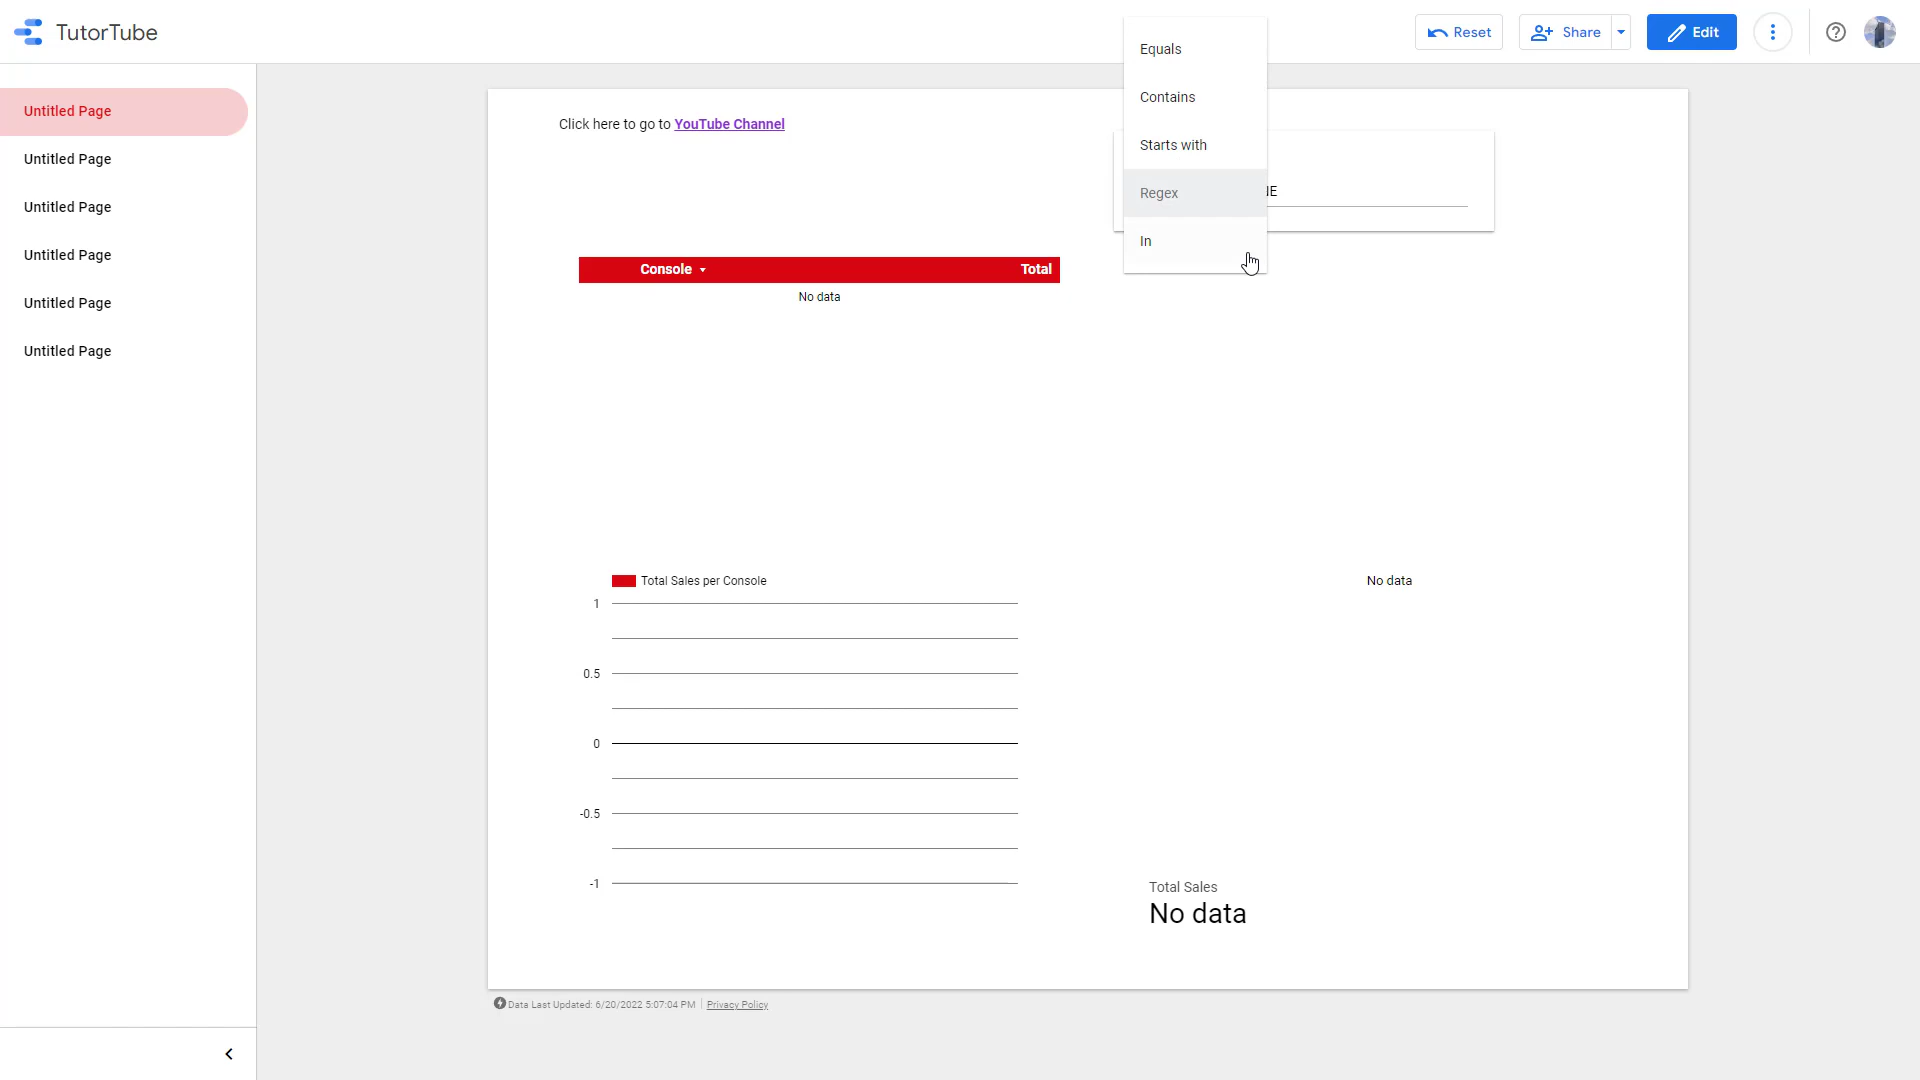 TutorTube
Reset
Share
Edit
Untitled Page
Untitled Page
Untitled Page
Untitled Page
Untitled Page
Untitled Page
Click here to go to YouTube Channel
Equals
Contains
Starts with
Regex
In
NE
Console
Total
No data
Total Sales per Console
1
0.5
0
-0.5
-1
No data
Total Sales
No data
Data Last Updated: 6/20/2022 5:07:04 PM
Privacy Policy